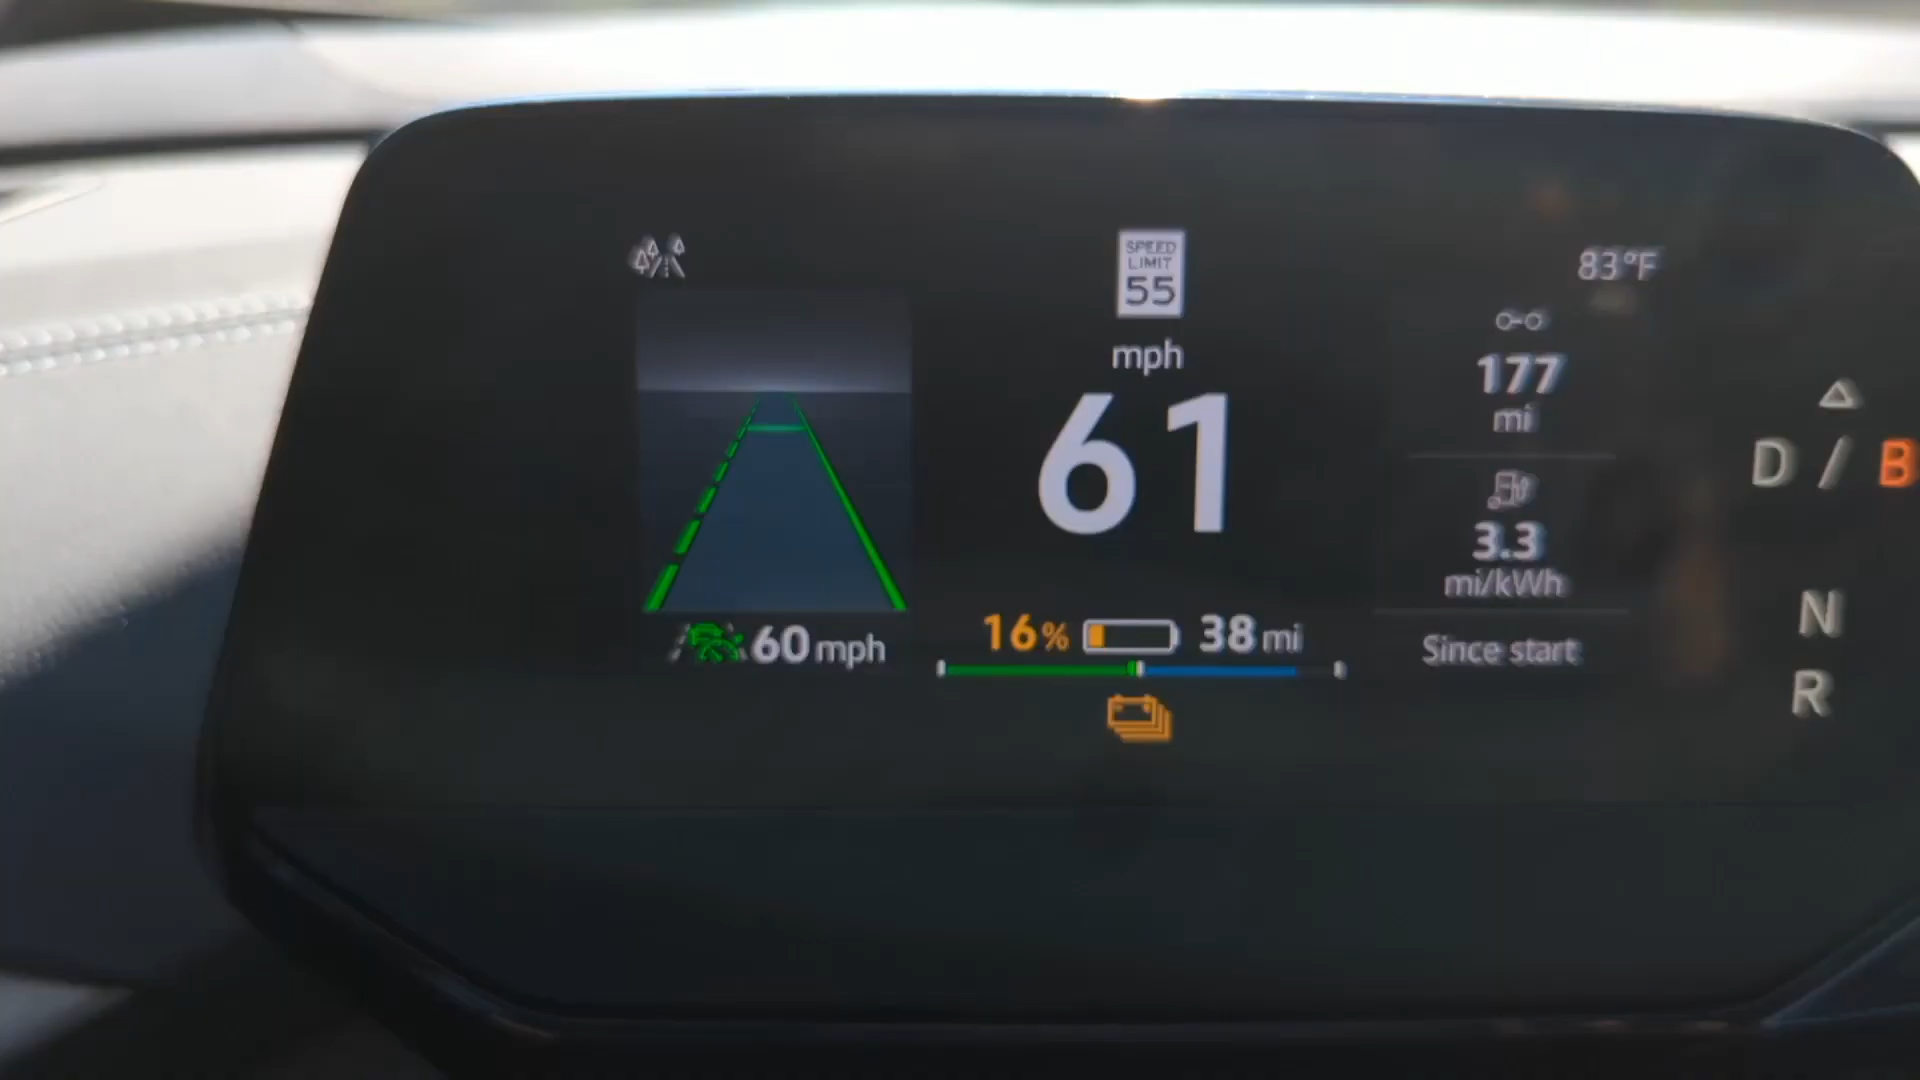 SPEED
LIMIT
55
mph
61
60 mph
16% 38 mi
83°F
177
mi
3.3
mi/kWh
Since start
D / B
N
R